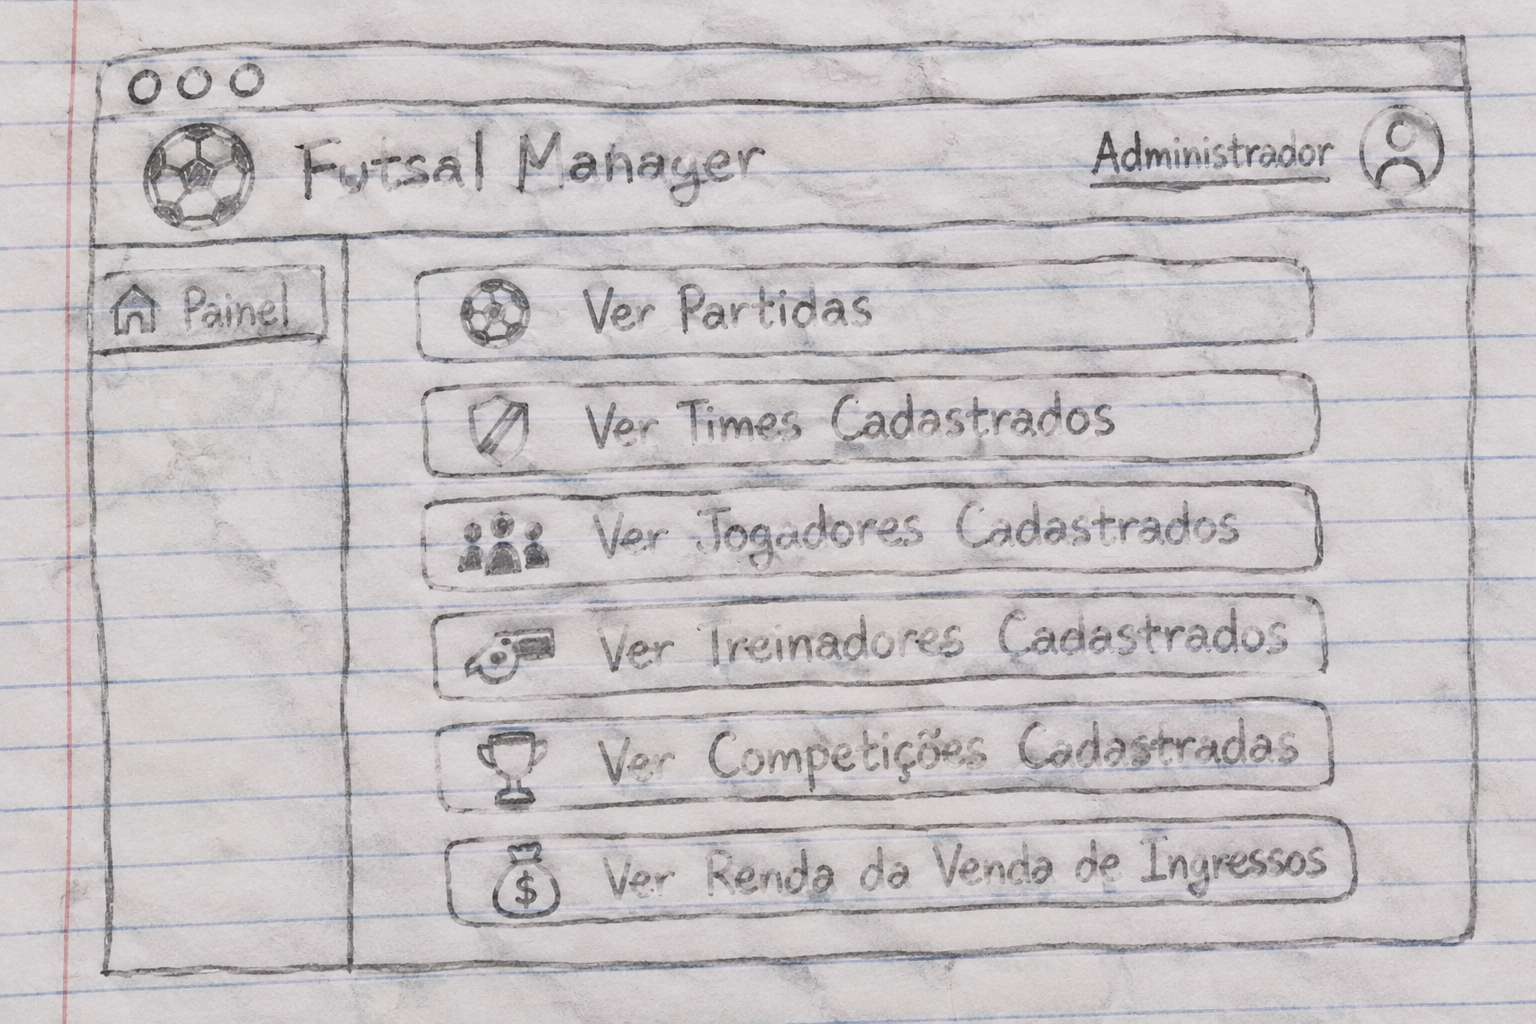 Futsal Manager
Administrador
Painel
Ver Partidas
Ver Times Cadastrados
Ver Jogadores Cadastrados
Ver Treinadores Cadastrados
Ver Competições Cadastradas
$ Ver Renda da Venda de Ingressos